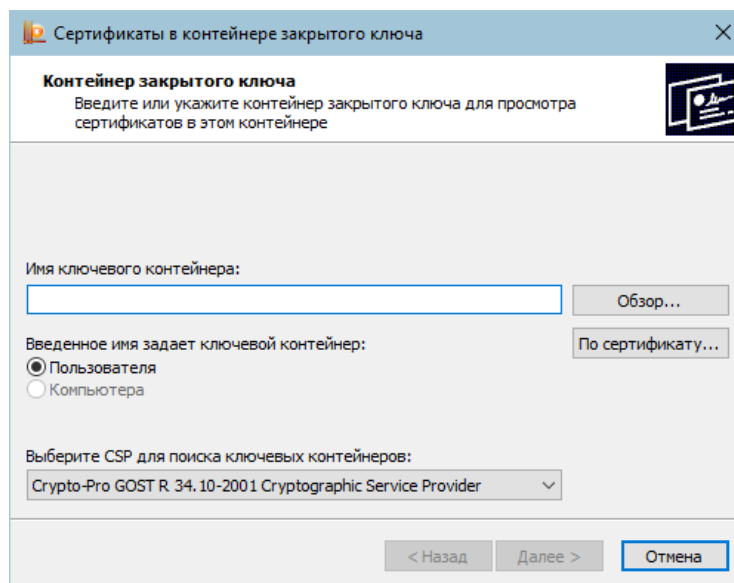 Сертификаты в контейнере закрытого ключа
Контейнер закрытого ключа
Введите или укажите контейнер закрытого ключа для просмотра
сертификатов в этом контейнере
Имя ключевого контейнера:
Обзор...
Введенное имя задает ключевой контейнер:
По сертификату...
Пользователя
Компьютера
Выберите CSP для поиска ключевых контейнеров:
Crypto-Pro GOST R 34.10-2001 Cryptographic Service Provider
< Назад
Далее >
Отмена